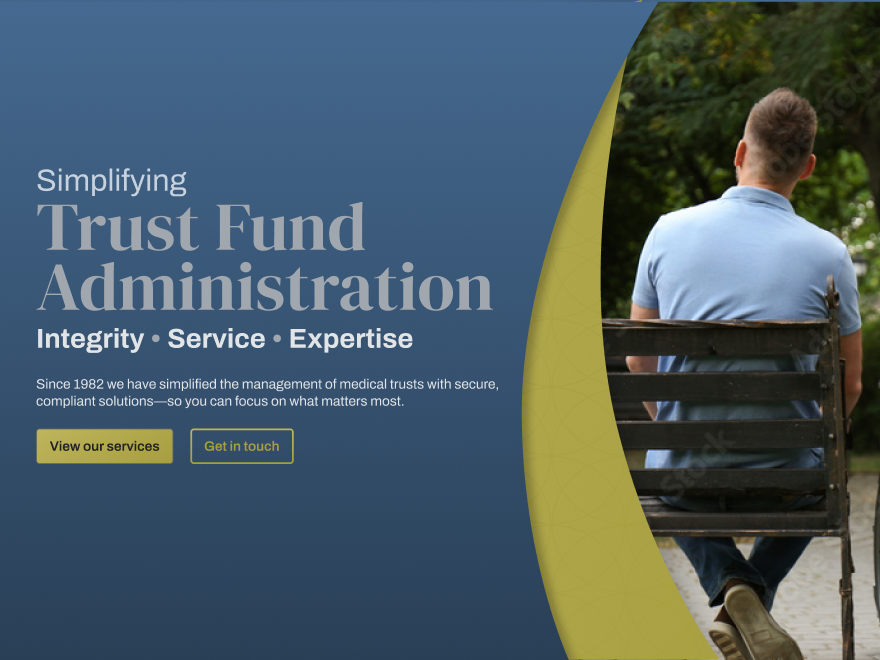 Simplifying
Trust Fund
Administration
Integrity • Service • Expertise
Since 1982 we have simplified the management of medical trusts with secure,
compliant solutions—so you can focus on what matters most.
View our services
Get in touch
Stock